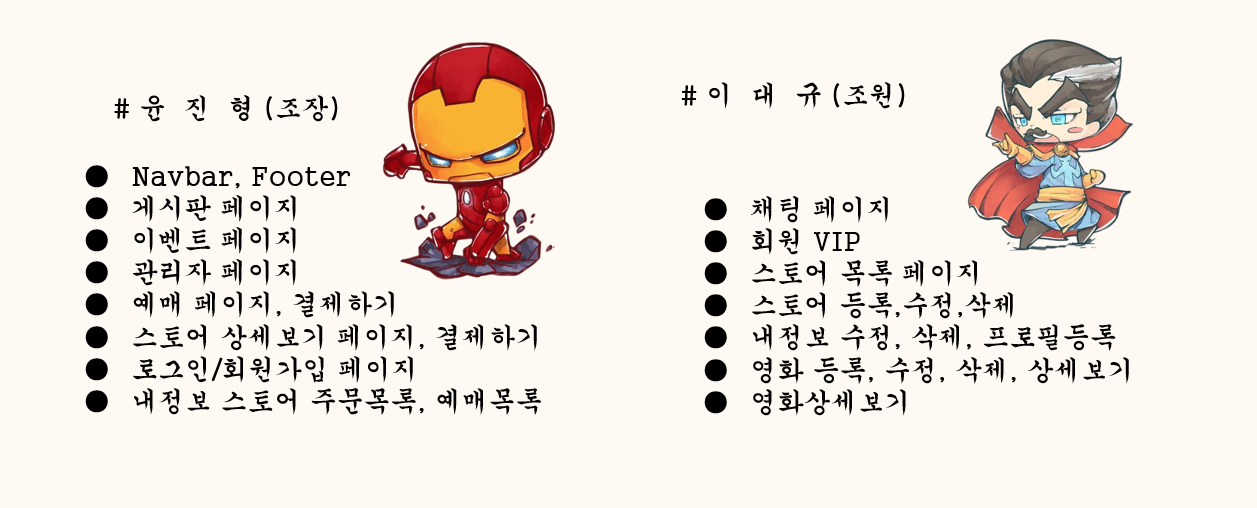 # 윤 진 형 (조장)
● Navbar, Footer
● 게시판 페이지
● 이벤트 페이지
● 관리자 페이지
● 예매 페이지, 결제하기
● 스토어 상세보기 페이지, 결제하기
● 로그인/회원가입 페이지
● 내정보 스토어 주문목록, 예매목록
# 이 대 규 (조원)
● 채팅 페이지
● 회원 VIP
● 스토어 목록 페이지
● 스토어 등록,수정,삭제
● 내정보 수정, 삭제, 프로필등록
● 영화 등록, 수정, 삭제, 상세보기
● 영화상세보기